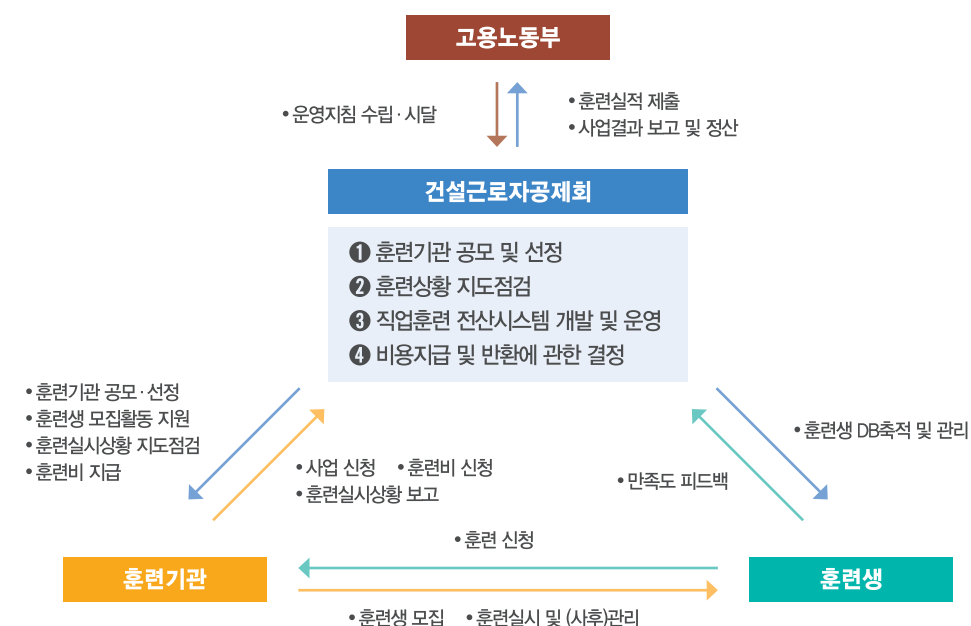 고용노동부
• 운영지침 수립 · 시달
• 훈련실적 제출
• 사업결과 보고 및 정산
건설근로자공제회
❶ 훈련기관 공모 및 선정
❷ 훈련상황 지도점검
❸ 직업훈련 전산시스템 개발 및 운영
❹ 비용지급 및 반환에 관한 결정
• 훈련기관 공모 · 선정
• 훈련생 모집활동 지원
• 훈련실시상황 지도점검
• 훈련비 지급
• 사업 신청 • 훈련비 신청
• 훈련실시상황 보고
• 만족도 피드백
• 훈련생 DB축적 및 관리
• 훈련 신청
훈련기관
훈련생
• 훈련생 모집 • 훈련실시 및 (사후)관리